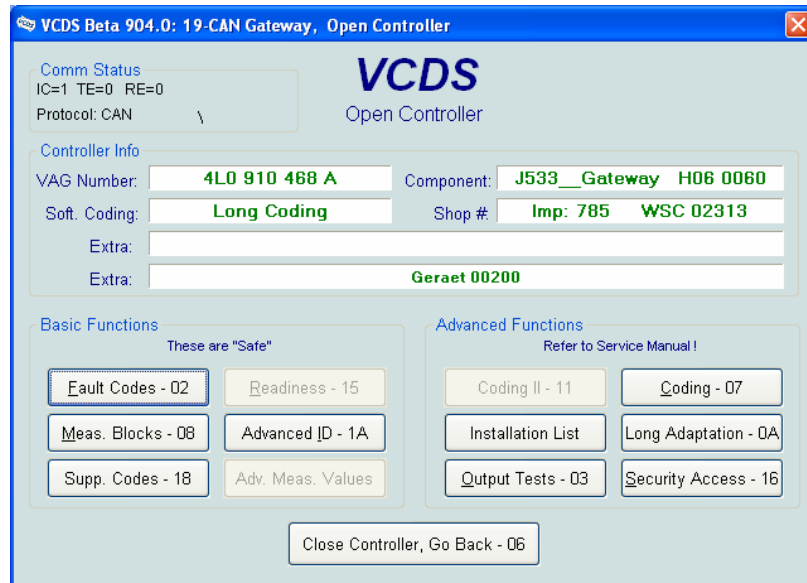 VCDS Beta 904.0: 19-CAN Gateway, Open Controller
Comm Status
IC=1 TE=0 RE=0
Protocol: CAN \
VCDS
Open Controller
Controller Info
VAG Number: 4L0 910 468 A Component: J533__Gateway H06 0060
Soft. Coding: Long Coding Shop #: Imp: 785 WSC 02313
Extra:
Extra: Geraet 00200
Basic Functions
These are "Safe"
Fault Codes - 02 Readiness - 15
Meas. Blocks - 08 Advanced ID - 1A
Supp. Codes - 18 Adv. Meas. Values
Advanced Functions
Refer to Service Manual !
Coding II - 11 Coding - 07
Installation List Long Adaptation - 0A
Output Tests - 03 Security Access - 16
Close Controller, Go Back - 06